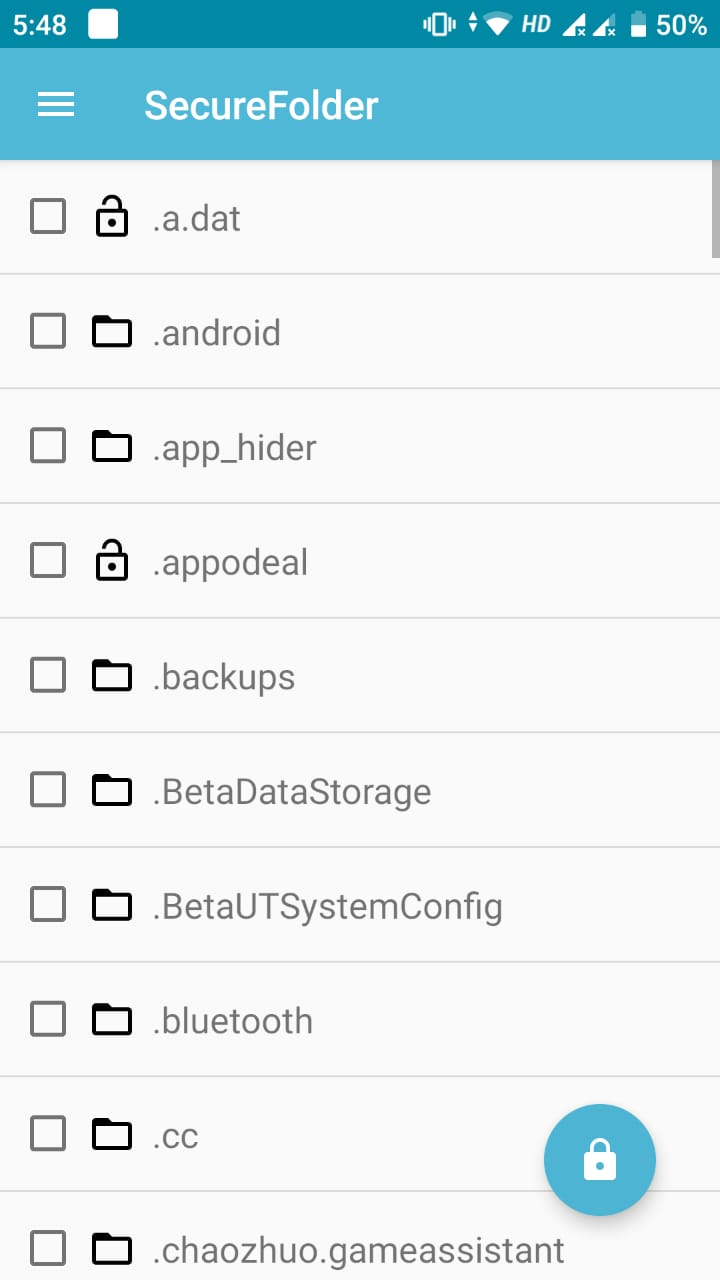 5:48 HD 50%
SecureFolder
.a.dat
.android
.app_hider
.appodeal
.backups
.BetaDataStorage
.BetaUTSystemConfig
.bluetooth
.cc
.chaozhuo.gameassistant